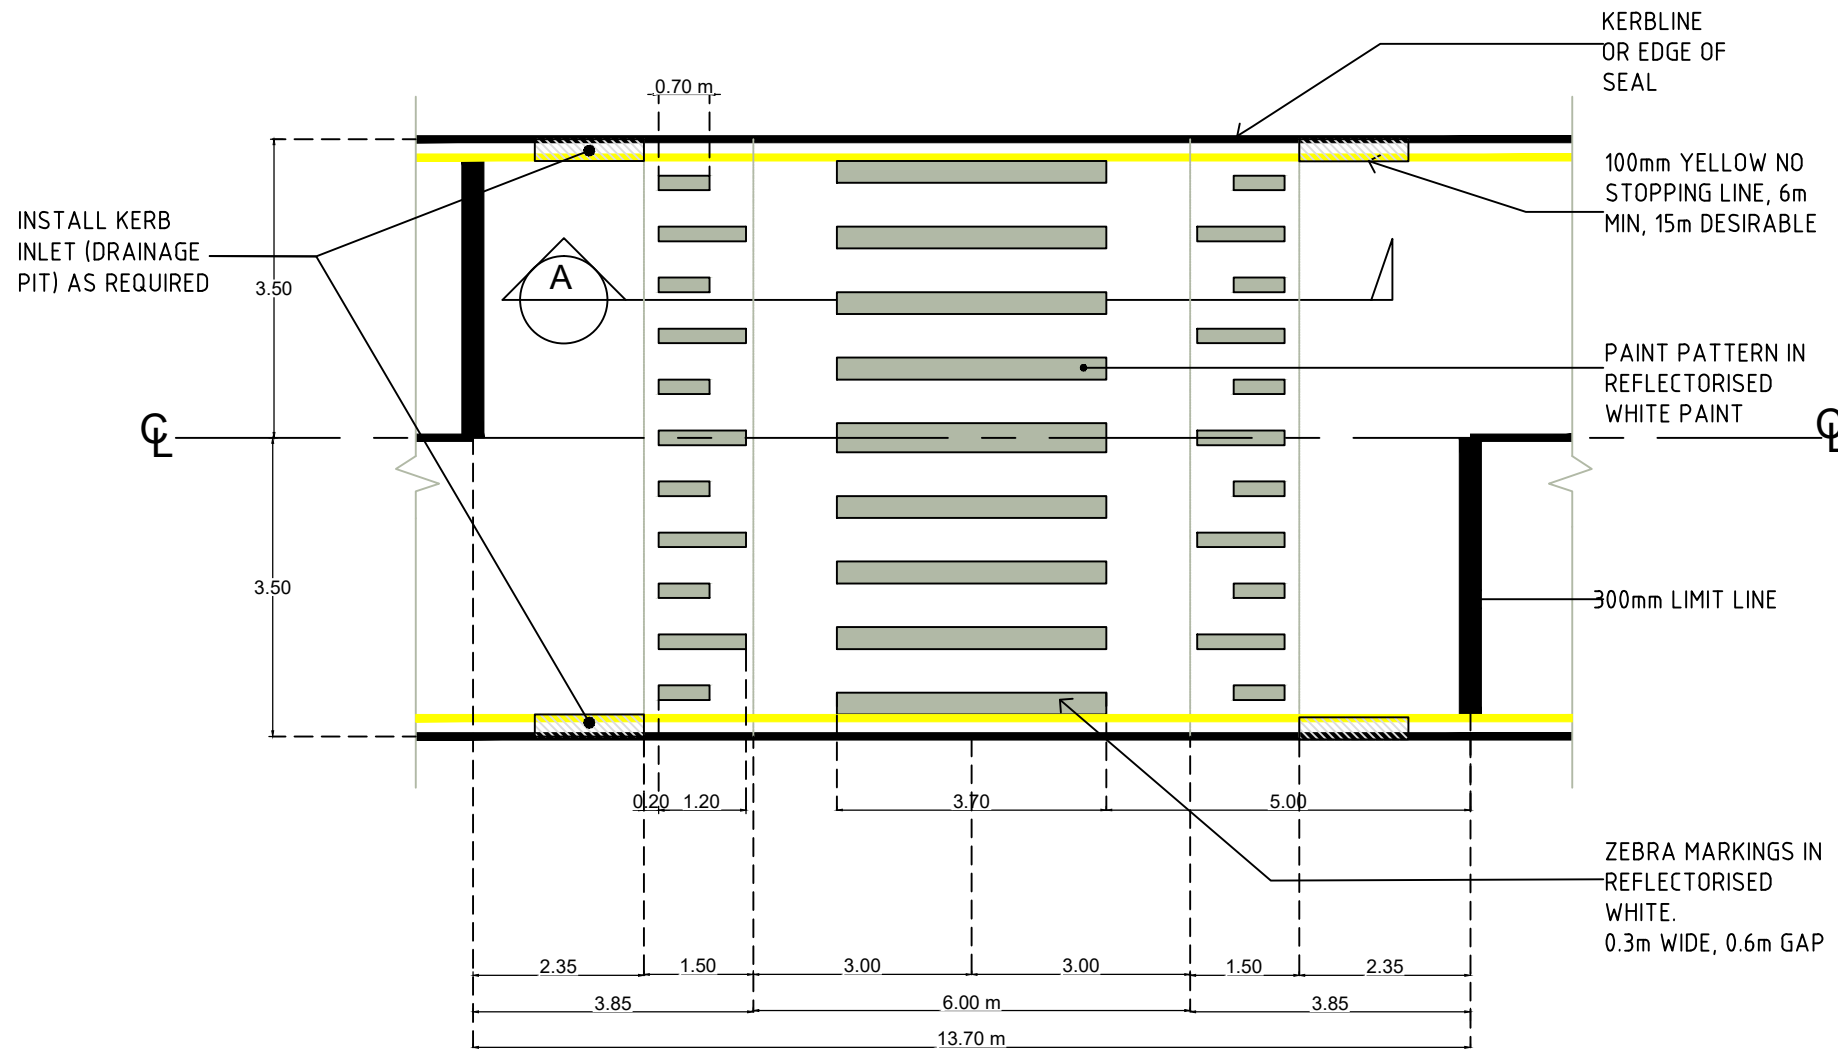 KERBLINE
OR EDGE OF
SEAL
0.70 m
100mm YELLOW NO
STOPPING LINE, 6m
MIN, 15m DESIRABLE
INSTALL KERB
INLET (DRAINAGE
PIT) AS REQUIRED
3.50
A
PAINT PATTERN IN
REFLECTORISED
WHITE PAINT
CL
CL
3.50
300mm LIMIT LINE
0.20
1.20
3.70
5.00
ZEBRA MARKINGS IN
REFLECTORISED
WHITE.
0.3m WIDE, 0.6m GAP
2.35
1.50
3.00
3.00
1.50
2.35
3.85
6.00 m
3.85
13.70 m